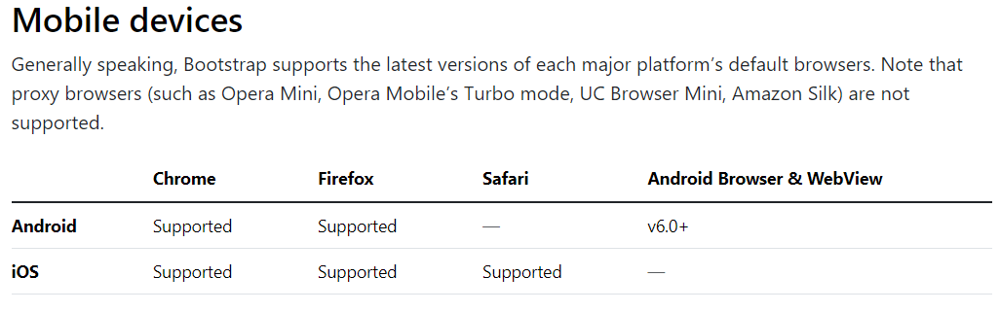 Mobile devices
Generally speaking, Bootstrap supports the latest versions of each major platform’s default browsers. Note that
proxy browsers (such as Opera Mini, Opera Mobile’s Turbo mode, UC Browser Mini, Amazon Silk) are not
supported.
Chrome Firefox Safari Android Browser & WebView
Android Supported Supported — v6.0+
iOS Supported Supported Supported —